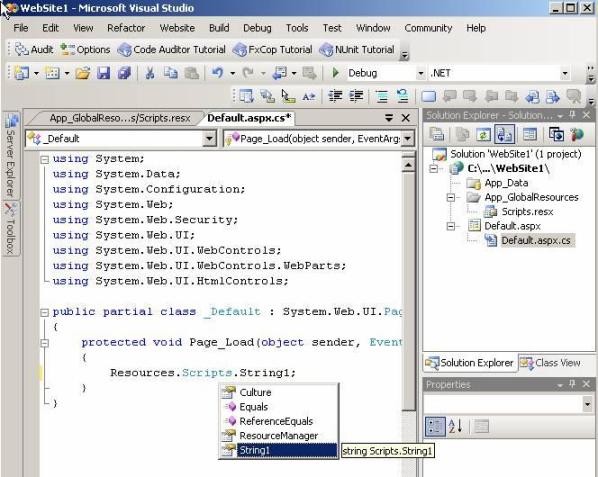 WebSite1 - Microsoft Visual Studio
File Edit View Refactor Website Build Debug Tools Test Window Community Help
Audit Options Code Auditor Tutorial FxCop Tutorial NUnit Tutorial
Debug .NET
App_GlobalReso...s/Scripts.resx Default.aspx.cs*
_Default Page_Load(object sender, EventArg
using System;
using System.Data;
using System.Configuration;
using System.Web;
using System.Web.Security;
using System.Web.UI;
using System.Web.UI.WebControls;
using System.Web.UI.WebControls.WebParts;
using System.Web.UI.HtmlControls;
public partial class _Default : System.Web.UI.Pag
{
protected void Page_Load(object sender, Event
{
Resources.Scripts.String1;
}
}
Culture
Equals
ReferenceEquals
ResourceManager
String1
string Scripts.String1
Server Explorer
Toolbox
Solution Explorer - Solution...
Solution 'WebSite1' (1 project)
C:\...\WebSite1\
App_Data
App_GlobalResources
Scripts.resx
Default.aspx
Default.aspx.cs
Solution Explorer Class View
Properties